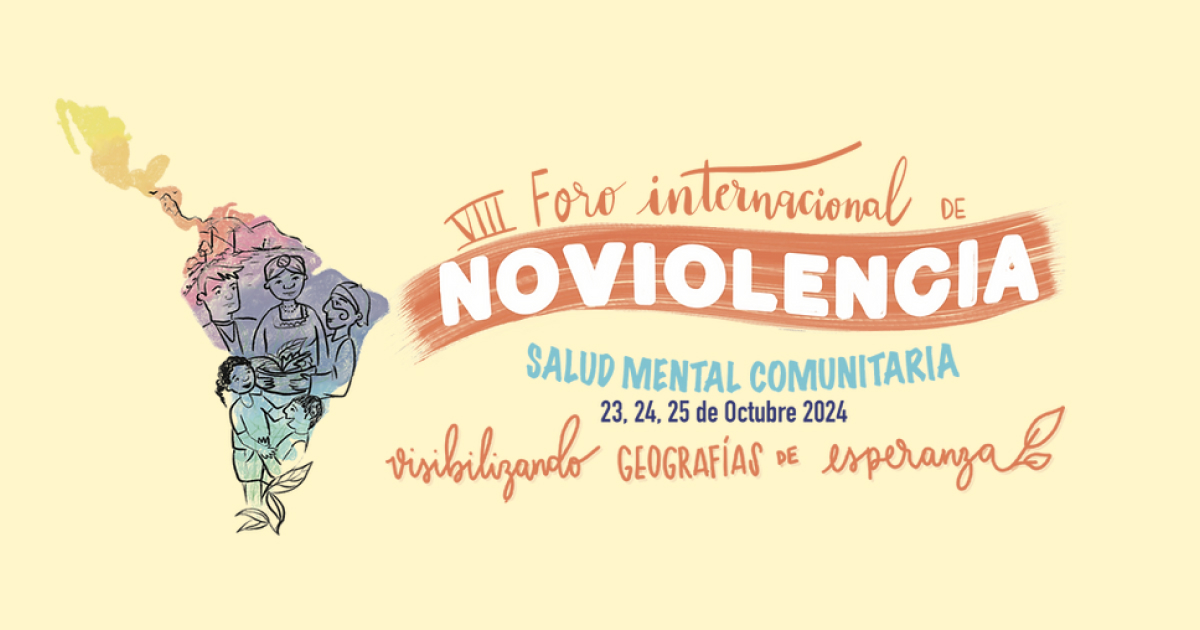 VIII Foro internacional DE
NOVIOLENCIA
SALUD MENTAL COMUNITARIA
23, 24, 25 de Octubre 2024
visibilizando GEOGRAFÍAS DE esperanza